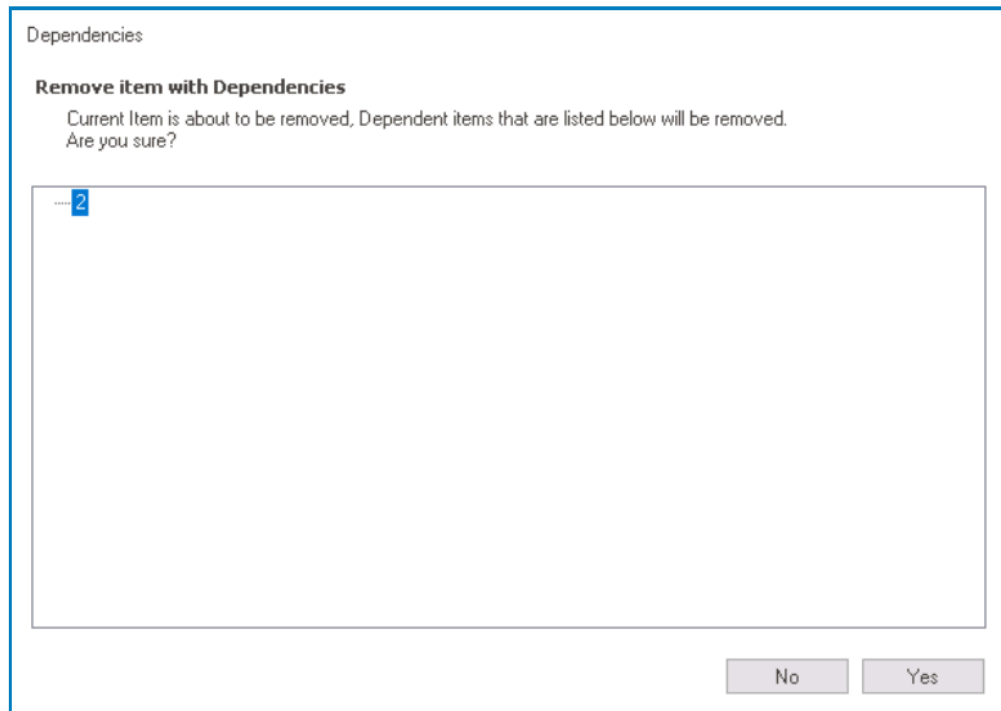 Dependencies
Remove item with Dependencies
Current Item is about to be removed, Dependent items that are listed below will be removed.
Are you sure?
2
No
Yes